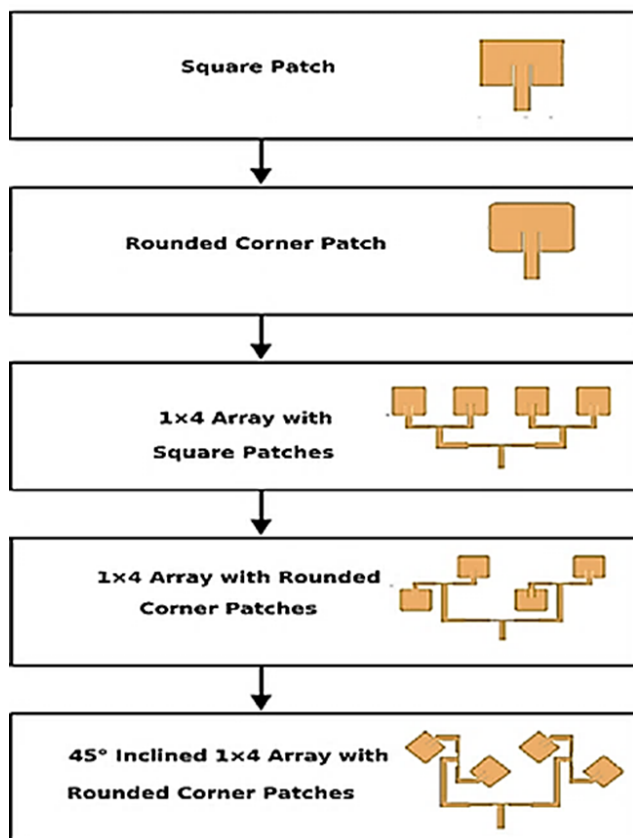 Square Patch
Rounded Corner Patch
1×4 Array with
Square Patches
1×4 Array with Rounded
Corner Patches
45° Inclined 1×4 Array with
Rounded Corner Patches